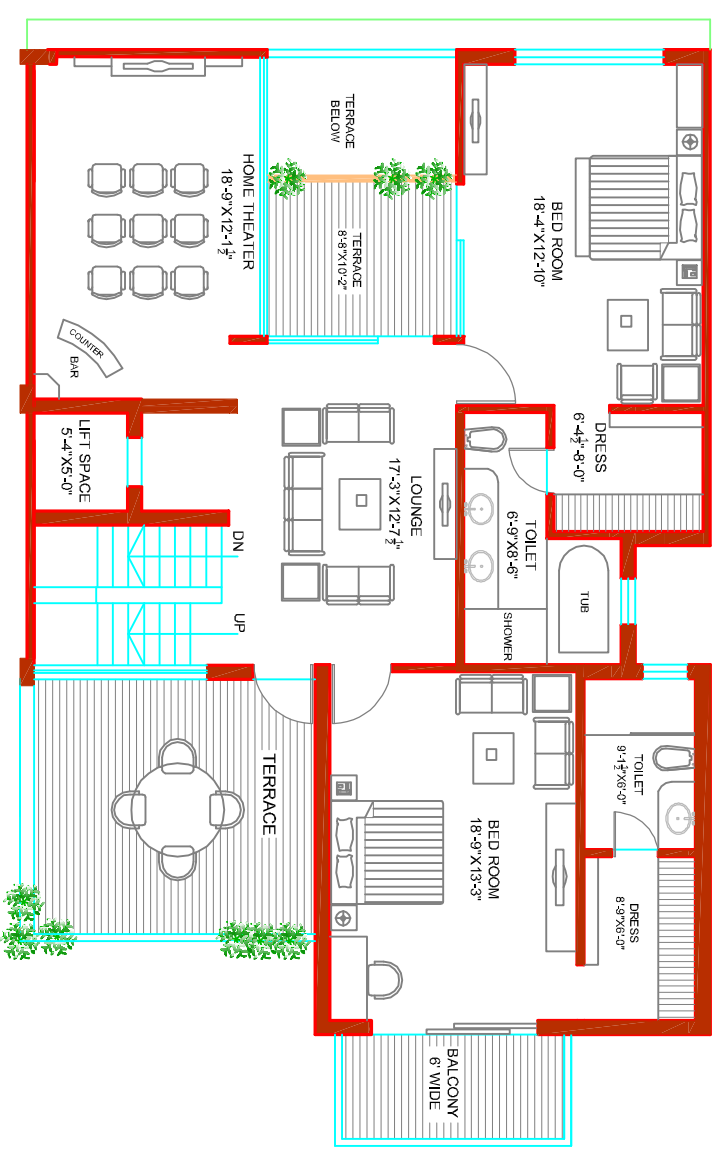 TERRACE
BELOW
BED ROOM
18'-4"X12'-10"
HOME THEATER
18'-9"X12'-1½"
TERRACE
8'-8"X10'-2"
COUNTER
BAR
LIFT SPACE
5'-4"X5'-0"
LOUNGE
17'-3"X12'-7½"
DRESS
6'-4½"-8'-0"
TOILET
6'-9"X8'-6"
TUB
SHOWER
DN
UP
TERRACE
TOILET
9'-1½"X6'-0"
BED ROOM
18'-9"X13'-3"
DRESS
8'-9"X6'-0"
BALCONY
6' WIDE